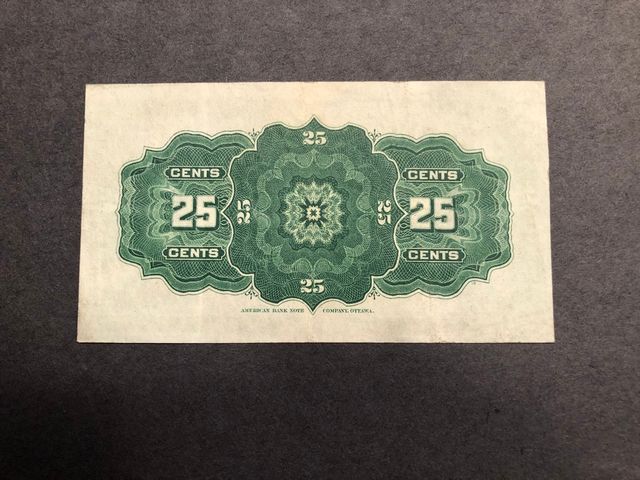 25
CENTS CENTS
25 25 25 25
CENTS CENTS
25
AMERICAN BANK NOTE COMPANY, OTTAWA.